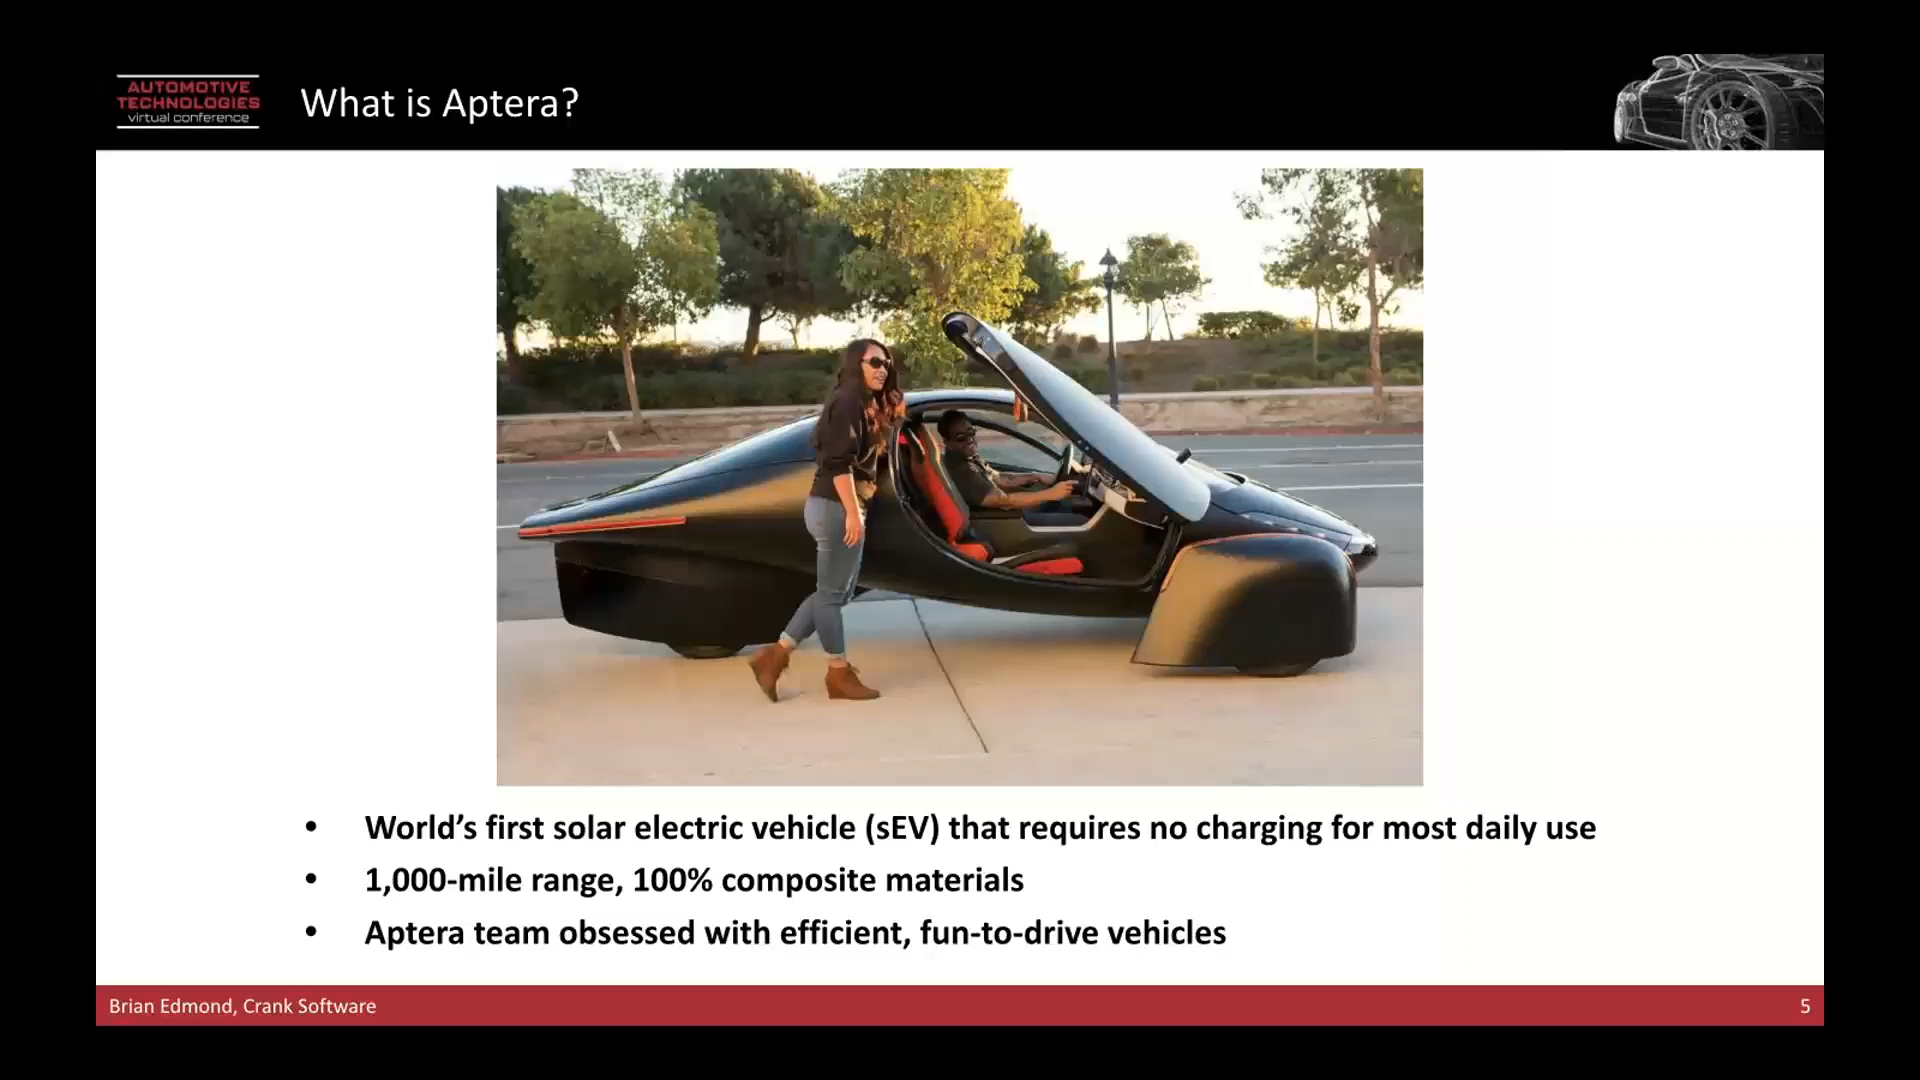 AUTOMOTIVE
TECHNOLOGIES
virtual conference
What is Aptera?
• World’s first solar electric vehicle (sEV) that requires no charging for most daily use
• 1,000-mile range, 100% composite materials
• Aptera team obsessed with efficient, fun-to-drive vehicles
Brian Edmond, Crank Software
5